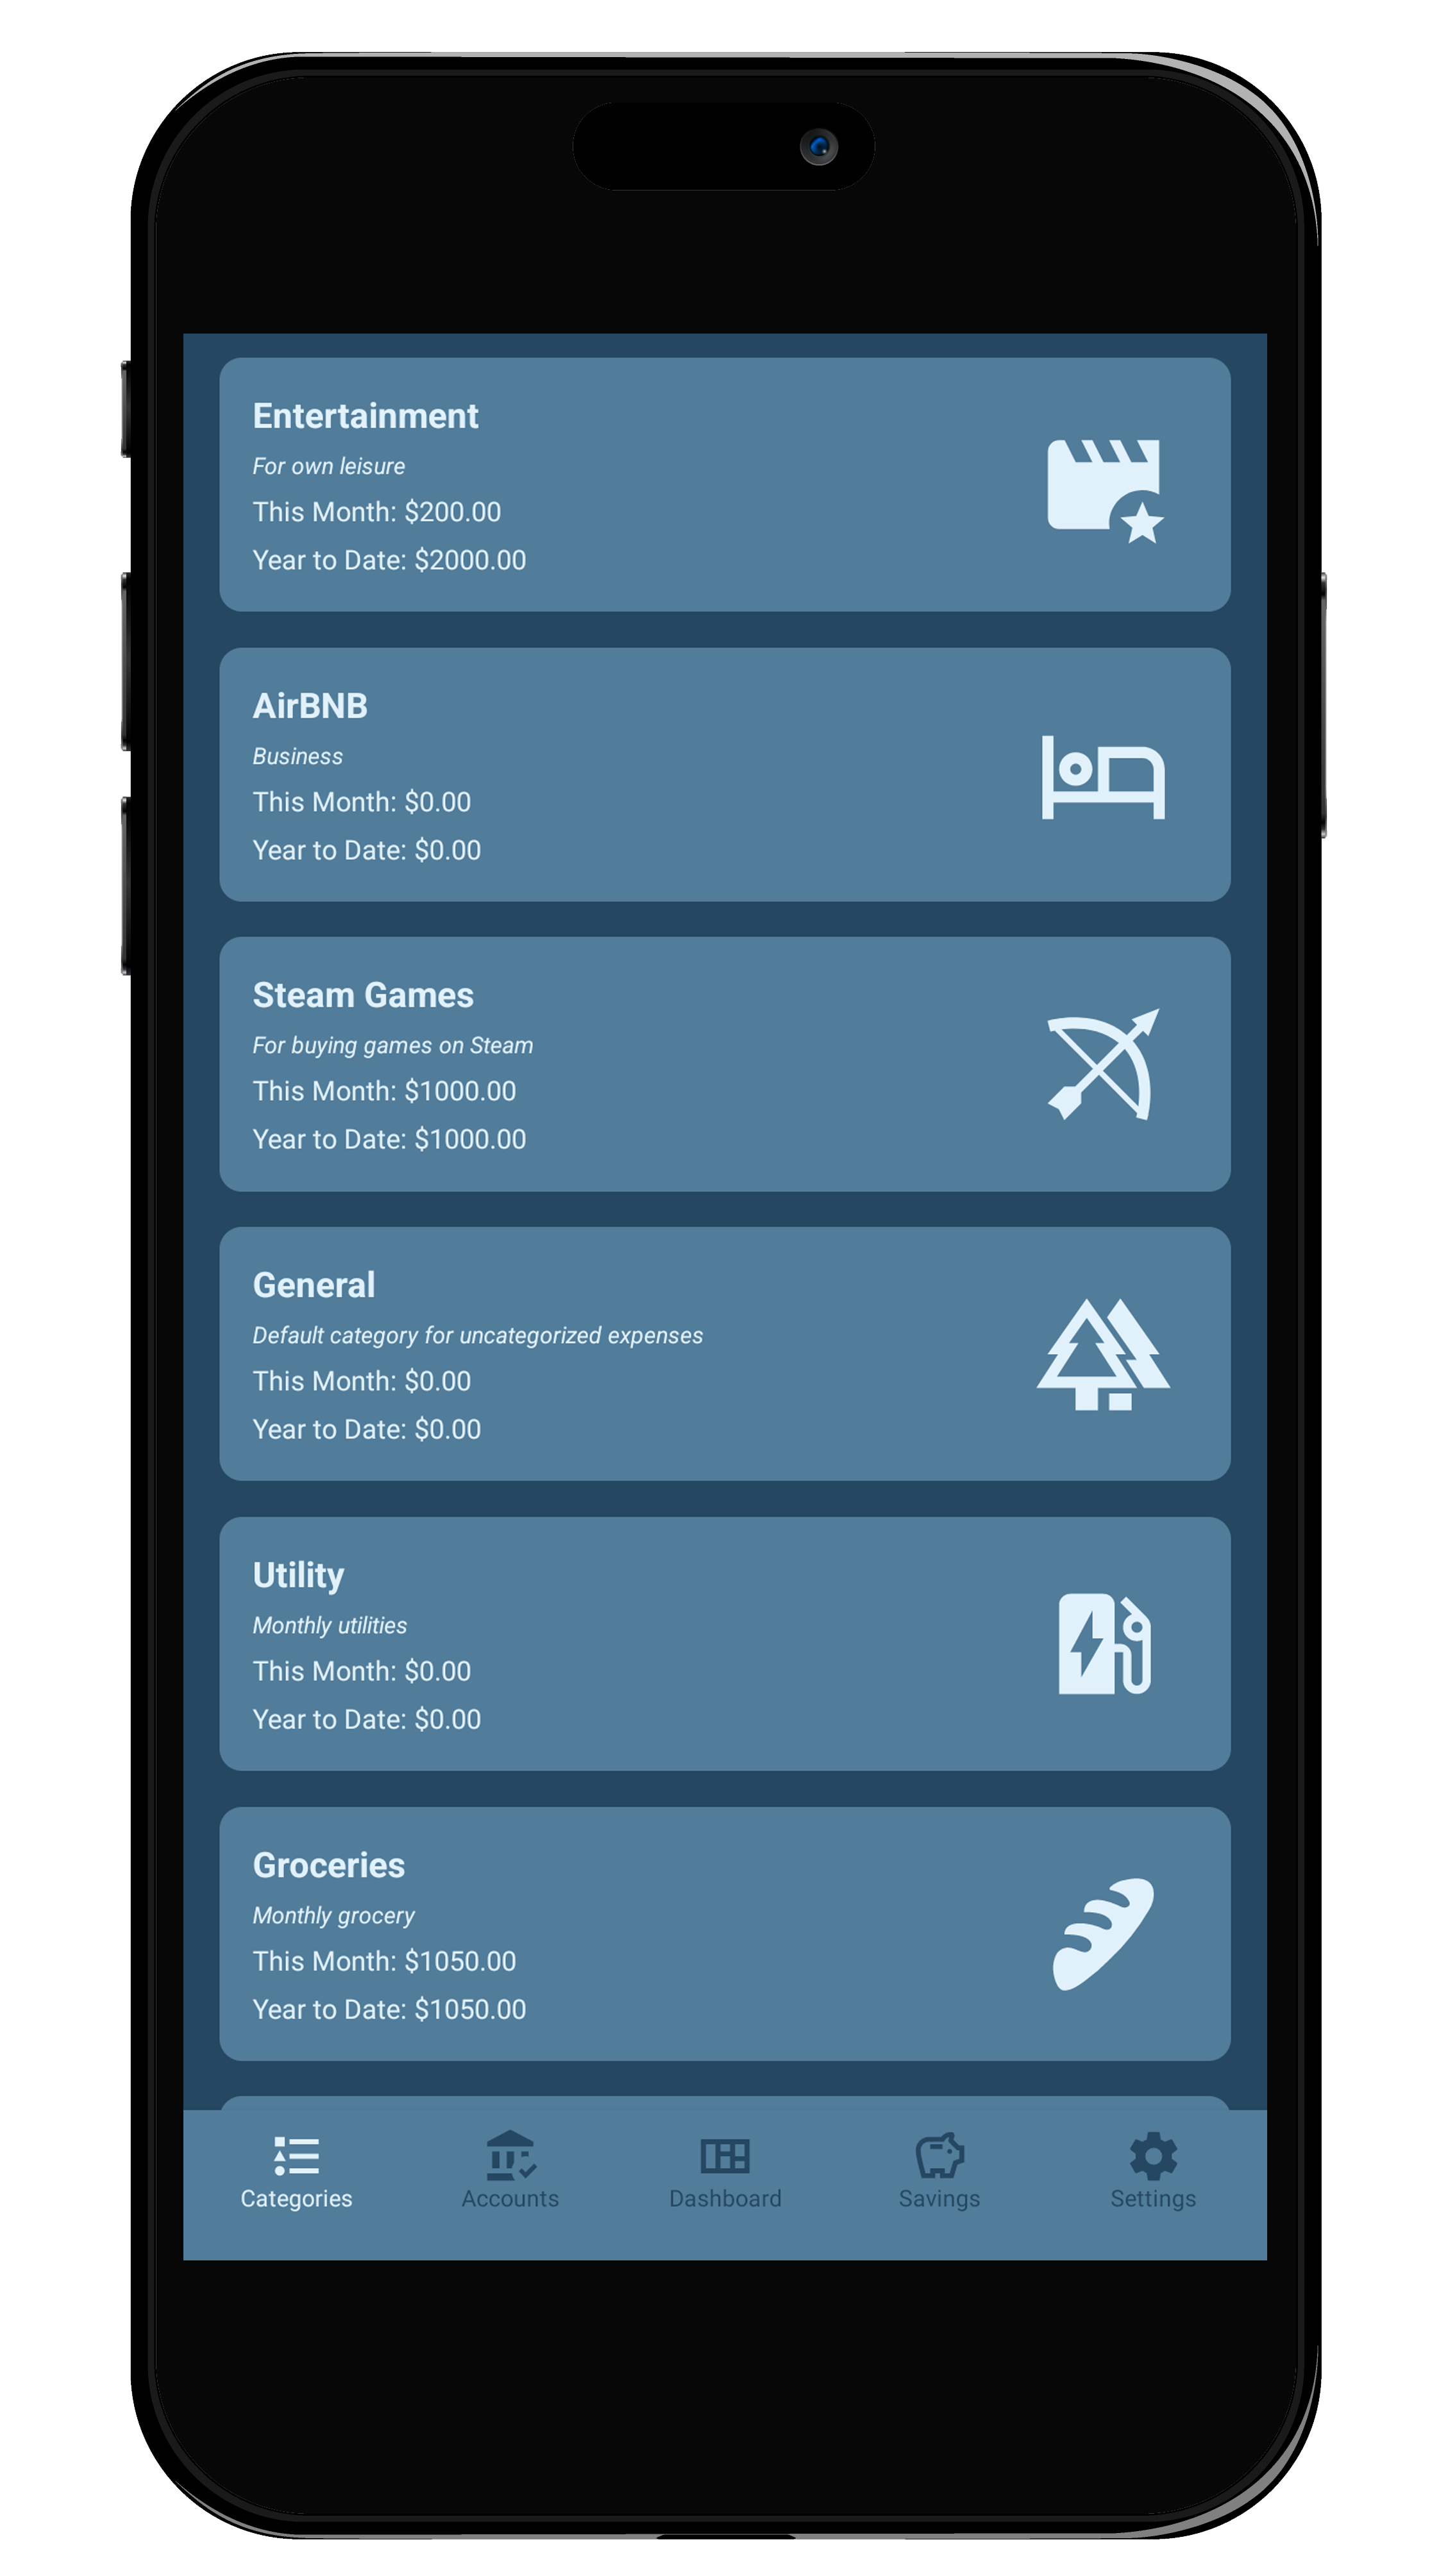 Entertainment
For own leisure
This Month: $200.00
Year to Date: $2000.00
AirBNB
Business
This Month: $0.00
Year to Date: $0.00
Steam Games
For buying games on Steam
This Month: $1000.00
Year to Date: $1000.00
General
Default category for uncategorized expenses
This Month: $0.00
Year to Date: $0.00
Utility
Monthly utilities
This Month: $0.00
Year to Date: $0.00
Groceries
Monthly grocery
This Month: $1050.00
Year to Date: $1050.00
Categories Accounts Dashboard Savings Settings